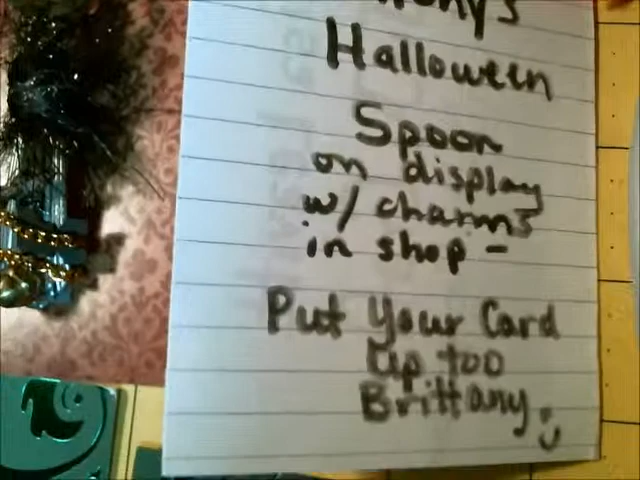 Halloween
Spoon
on display
w/ charms
in shop -
Put Your Card
Up too
Brittany.